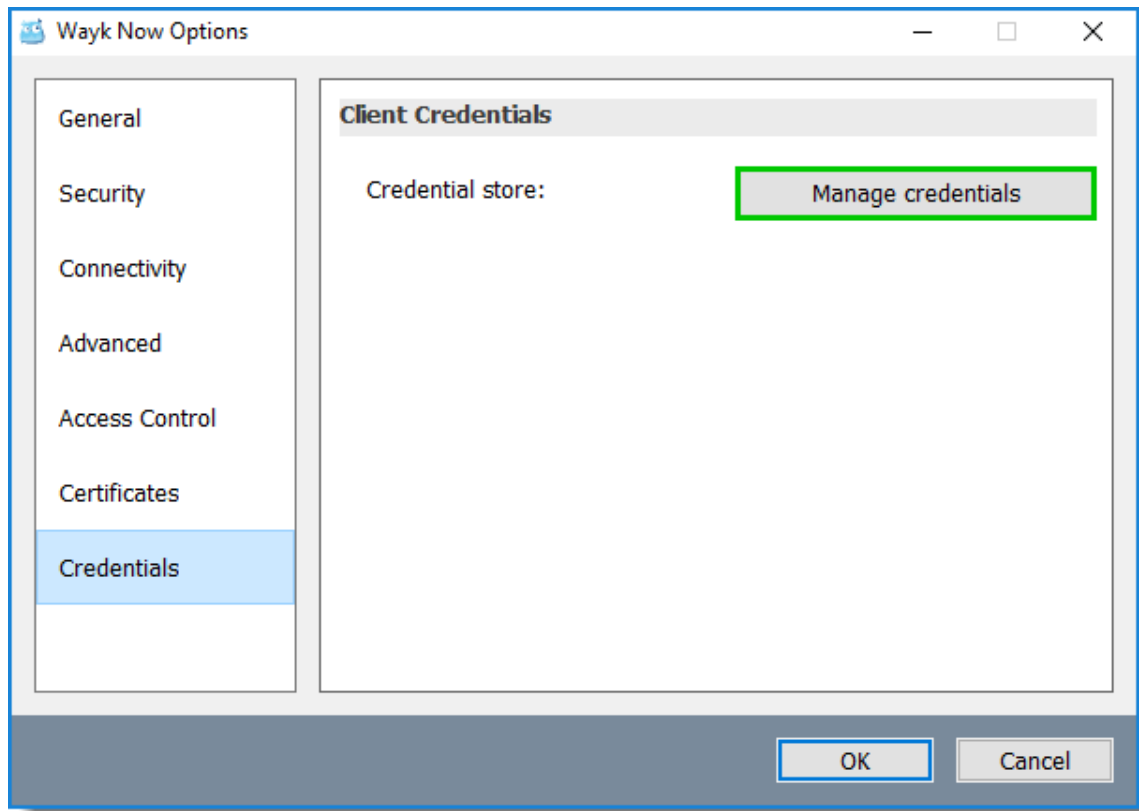 Wayk Now Options
General
Security
Connectivity
Advanced
Access Control
Certificates
Credentials
Client Credentials
Credential store:
Manage credentials
OK
Cancel